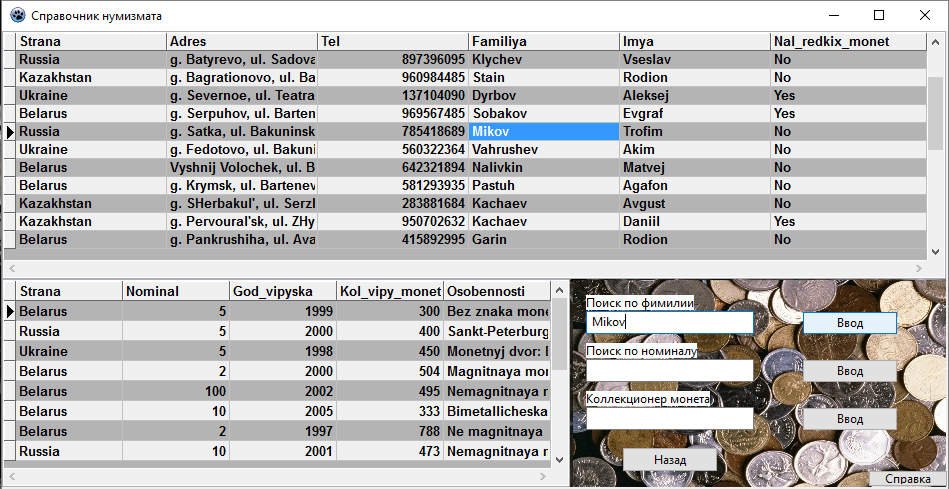 Справочник нумизмата
Strana Adres Tel Familiya Imya Nal_redkix_monet
Russia g. Batyrevo, ul. Sadova 897396095 Klychev Vseslav No
Kazakhstan g. Bagrationovo, ul. Ba 960984485 Stain Rodion No
Ukraine g. Severnoe, ul. Teatra 137104090 Dyrbov Aleksej Yes
Belarus g. Serpuhov, ul. Barten 969567485 Sobakov Evgraf Yes
Russia g. Satka, ul. Bakuninsk 785418689 Mikov Trofim No
Ukraine g. Fedotovo, ul. Bakuni 560322364 Vahrushev Akim No
Belarus Vyshnij Volochek, ul. B 642321894 Nalivkin Matvej No
Belarus g. Krymsk, ul. Bartenev 581293935 Pastuh Agafon No
Kazakhstan g. SHerbakul', ul. Serzl 283881684 Kachaev Avgust No
Kazakhstan g. Pervoural'sk, ul. ZHy 950702632 Kachaev Daniil Yes
Belarus g. Pankrushiha, ul. Ava 415892995 Garin Rodion No
Strana Nominal God_vipyska Kol_vipy_monet Osobennosti
Belarus 5 1999 300 Bez znaka mone
Russia 5 2000 400 Sankt-Peterburg
Ukraine 5 1998 450 Monetnyj dvor: I
Belarus 2 2000 504 Magnitnaya mor
Belarus 100 2002 495 Nemagnitnaya n
Belarus 10 2005 333 Bimetallicheska
Belarus 2 1997 788 Ne magnitnaya
Russia 10 2001 473 Nemagnitnaya n
Поиск по фимилии
Mikov Ввод
Поиск по номиналу
Ввод
Коллекционер монета
Ввод
Назад
Справка